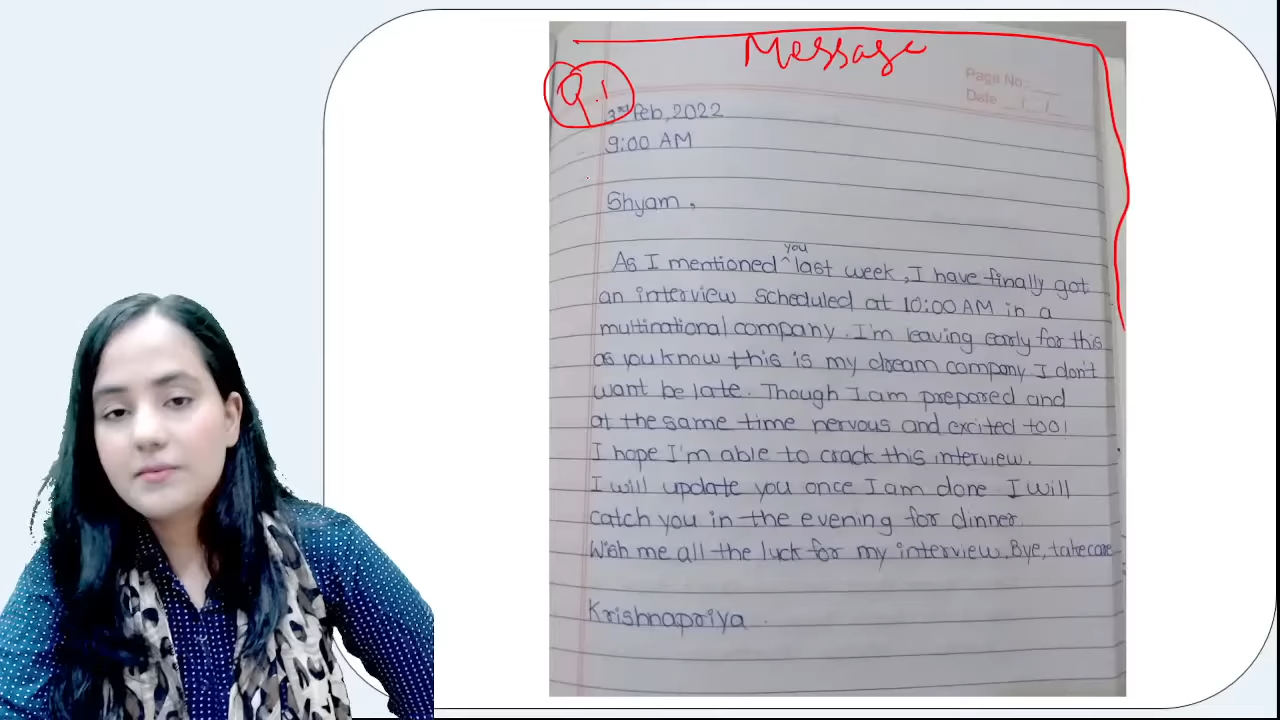 Message
Q.1
Page No:
Date
3rd Feb, 2022
9:00 AM
Shyam,
As I mentioned ^you last week, I have finally got
an interview scheduled at 10:00 AM in a
multinational company. I'm leaving early for this
as you know this is my dream company I don't
want be late. Though I am prepared and
at the same time nervous and excited too!
I hope I'm able to crack this interview.
I will update you once I am done I will
catch you in the evening for dinner.
Wish me all the luck for my interview, Bye, take care
Krishnapriya